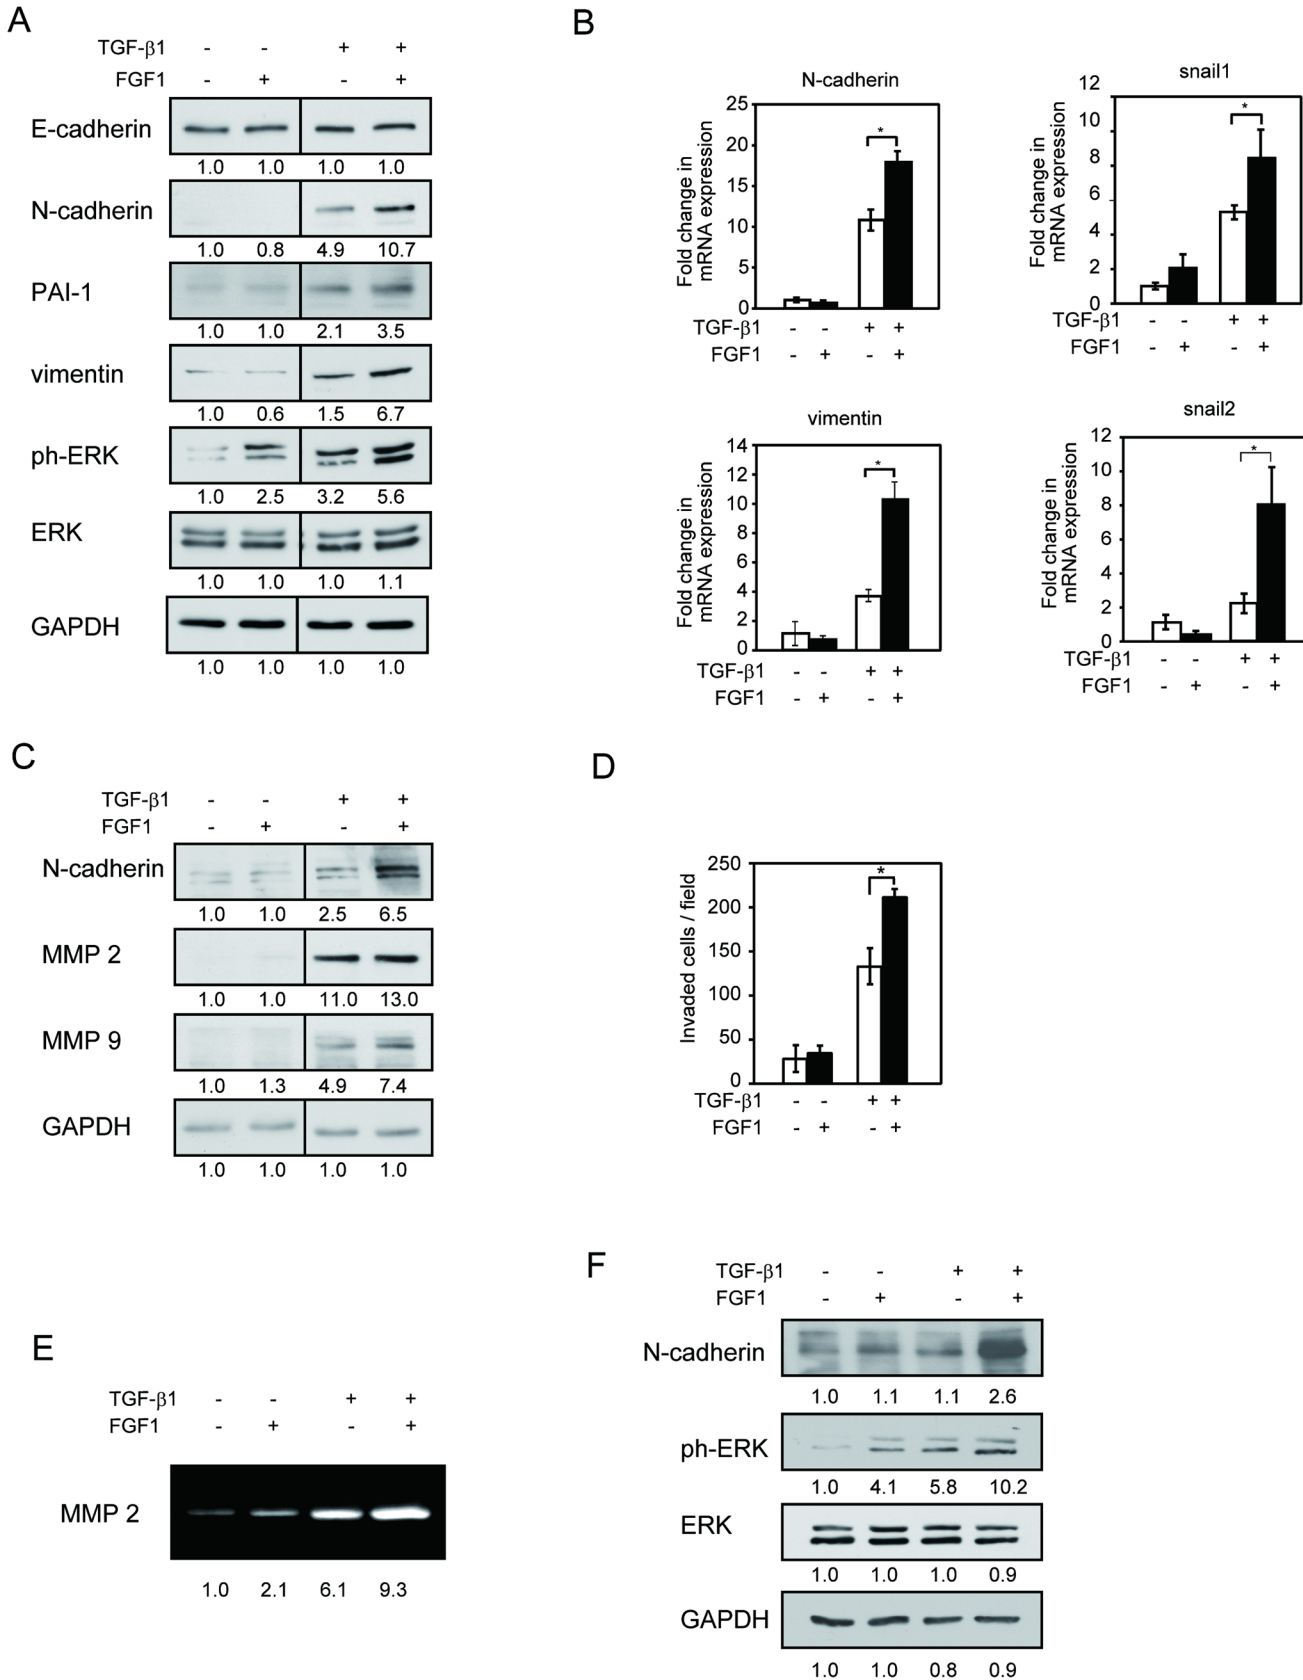 A
TGF-β1 - - + +
FGF1 - + - +
E-cadherin
1.0 1.0 1.0 1.0
N-cadherin
1.0 0.8 4.9 10.7
PAI-1
1.0 1.0 2.1 3.5
vimentin
1.0 0.6 1.5 6.7
ph-ERK
1.0 2.5 3.2 5.6
ERK
1.0 1.0 1.0 1.1
GAPDH
1.0 1.0 1.0 1.0
B
N-cadherin
Fold change in
mRNA expression
25
20
15
10
5
0
*
TGF-β1 - - + +
FGF1 - + - +
snail1
Fold change in
mRNA expression
12
10
8
6
4
2
0
*
TGF-β1 - - + +
FGF1 - + - +
vimentin
Fold change in
mRNA expression
14
12
10
8
6
4
2
0
*
TGF-β1 - - + +
FGF1 - + - +
snail2
Fold change in
mRNA expression
12
10
8
6
4
2
0
*
TGF-β1 - - + +
FGF1 - + - +
C
TGF-β1 - - + +
FGF1 - + - +
N-cadherin
1.0 1.0 2.5 6.5
MMP 2
1.0 1.0 11.0 13.0
MMP 9
1.0 1.3 4.9 7.4
GAPDH
1.0 1.0 1.0 1.0
D
Invaded cells / field
250
200
150
100
50
0
*
TGF-β1 - - + +
FGF1 - + - +
E
TGF-β1 - - + +
FGF1 - + - +
MMP 2
1.0 2.1 6.1 9.3
F
TGF-β1 - - + +
FGF1 - + - +
N-cadherin
1.0 1.1 1.1 2.6
ph-ERK
1.0 4.1 5.8 10.2
ERK
1.0 1.0 1.0 0.9
GAPDH
1.0 1.0 0.8 0.9